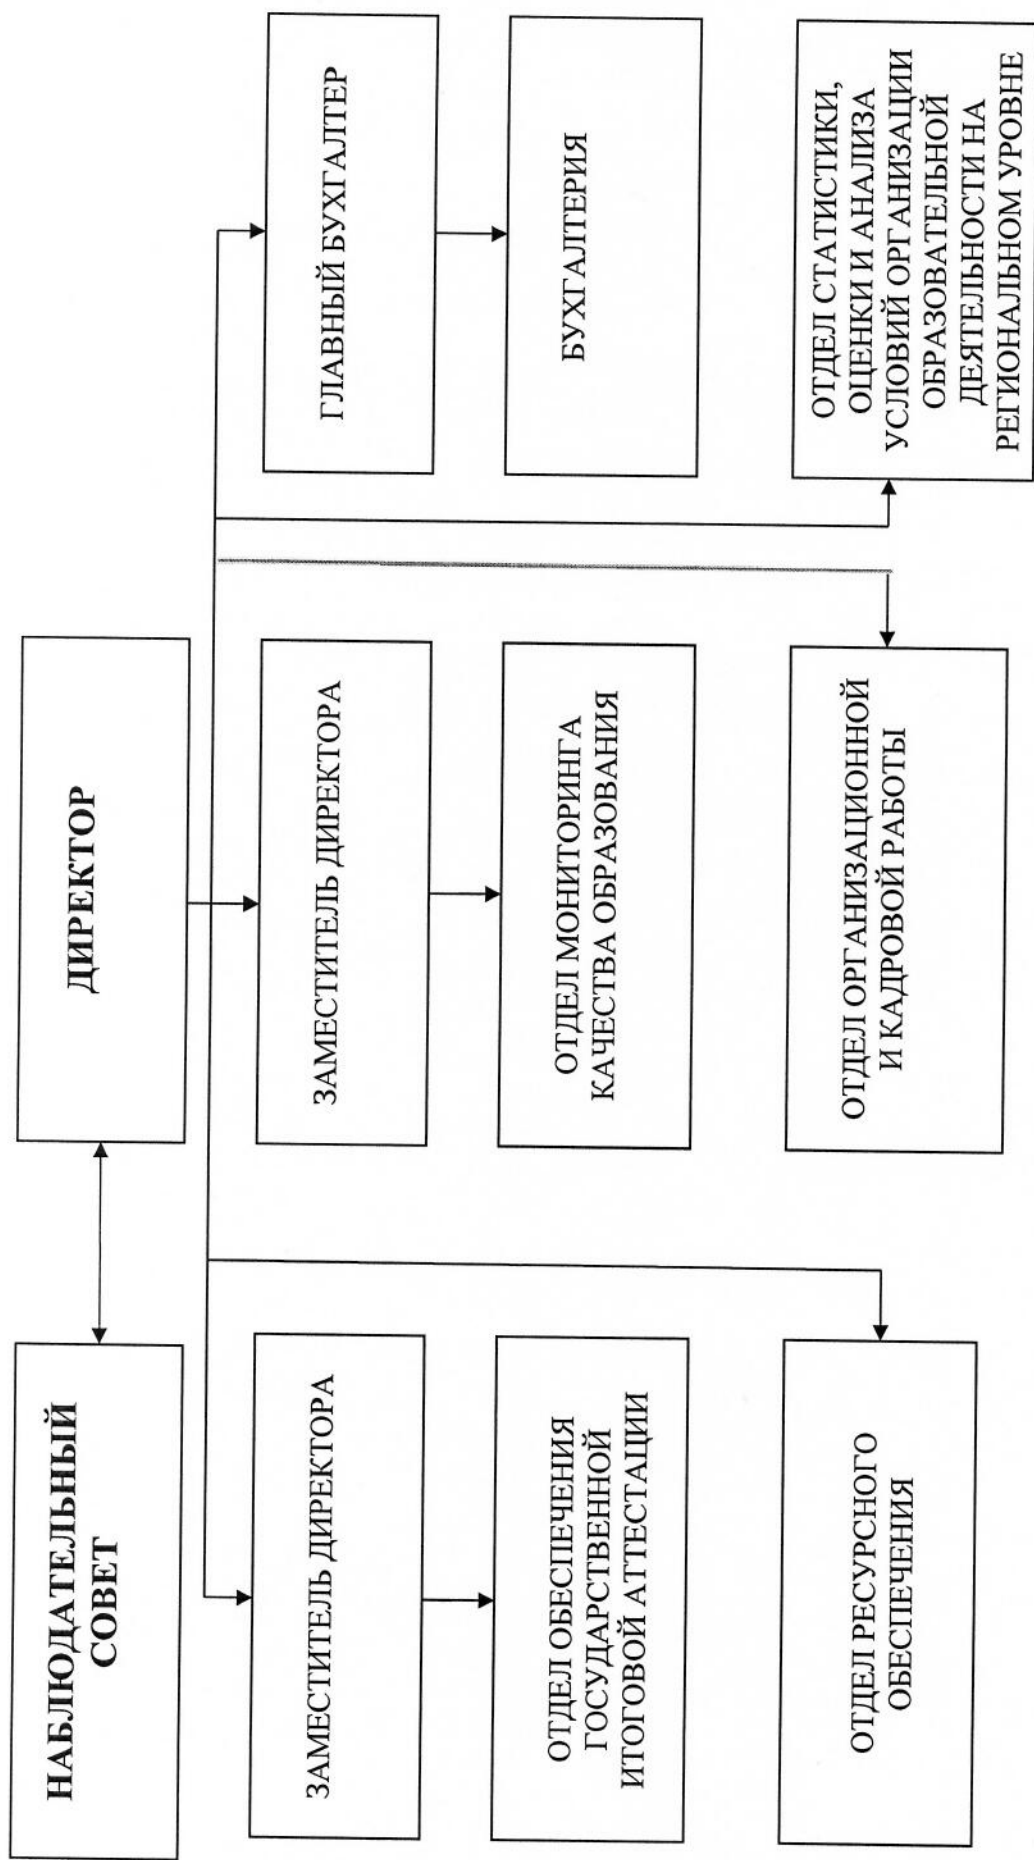 НАБЛЮДАТЕЛЬНЫЙ
СОВЕТ
ДИРЕКТОР
ЗАМЕСТИТЕЛЬ ДИРЕКТОРА
ЗАМЕСТИТЕЛЬ ДИРЕКТОРА
ГЛАВНЫЙ БУХГАЛТЕР
ОТДЕЛ ОБЕСПЕЧЕНИЯ
ГОСУДАРСТВЕННОЙ
ИТОГОВОЙ АТТЕСТАЦИИ
ОТДЕЛ МОНИТОРИНГА
КАЧЕСТВА ОБРАЗОВАНИЯ
БУХГАЛТЕРИЯ
ОТДЕЛ РЕСУРСНОГО
ОБЕСПЕЧЕНИЯ
ОТДЕЛ ОРГАНИЗАЦИОННОЙ
И КАДРОВОЙ РАБОТЫ
ОТДЕЛ СТАТИСТИКИ,
ОЦЕНКИ И АНАЛИЗА
УСЛОВИЙ ОРГАНИЗАЦИИ
ОБРАЗОВАТЕЛЬНОЙ
ДЕЯТЕЛЬНОСТИ НА
РЕГИОНАЛЬНОМ УРОВНЕ